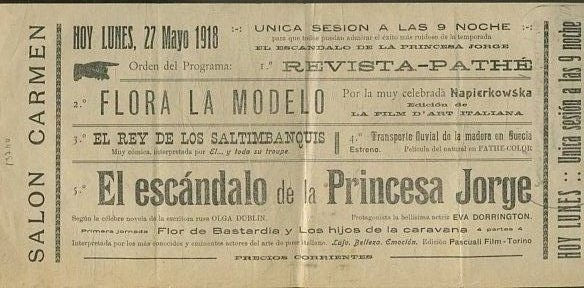 SALON CARMEN
HOY LUNES, 27 Mayo 1918
:-: UNICA SESION A LAS 9 NOCHE :-:
para que todos puedan admirar el éxito más ruidoso de la temporada
EL ESCANDALO DE LA PRINCESA JORGE
Orden del Programa: 1.º REVISTA-PATHÉ
2.º FLORA LA MODELO
Por la muy celebrada Napierkowska
Edición de
LA FILM D'ART ITALIANA
3.º EL REY DE LOS SALTIMBANQUIS
Muy cómica, interpretada por El... y toda su troupe.
4.º Transporte fluvial de la madera en Suecia
Estreno. Película del natural en PATHE-COLOR
5.º El escándalo de la Princesa Jorge
Según la célebre novela de la escritora rusa OLGA DUBLIN. Protagonista la bellísima actriz EVA DORRINGTON.
Primera jornada Flor de Bastardia y Los hijos de la caravana 4 partes 4
Interpretada por los más conocidos y eminentes actores del arte de pose italiano. Lujo. Belleza. Emoción. Edición Pascuali Film-Torino
PRECIOS CORRIENTES
HOY LUNES :: Unica sesión a las 9 noche